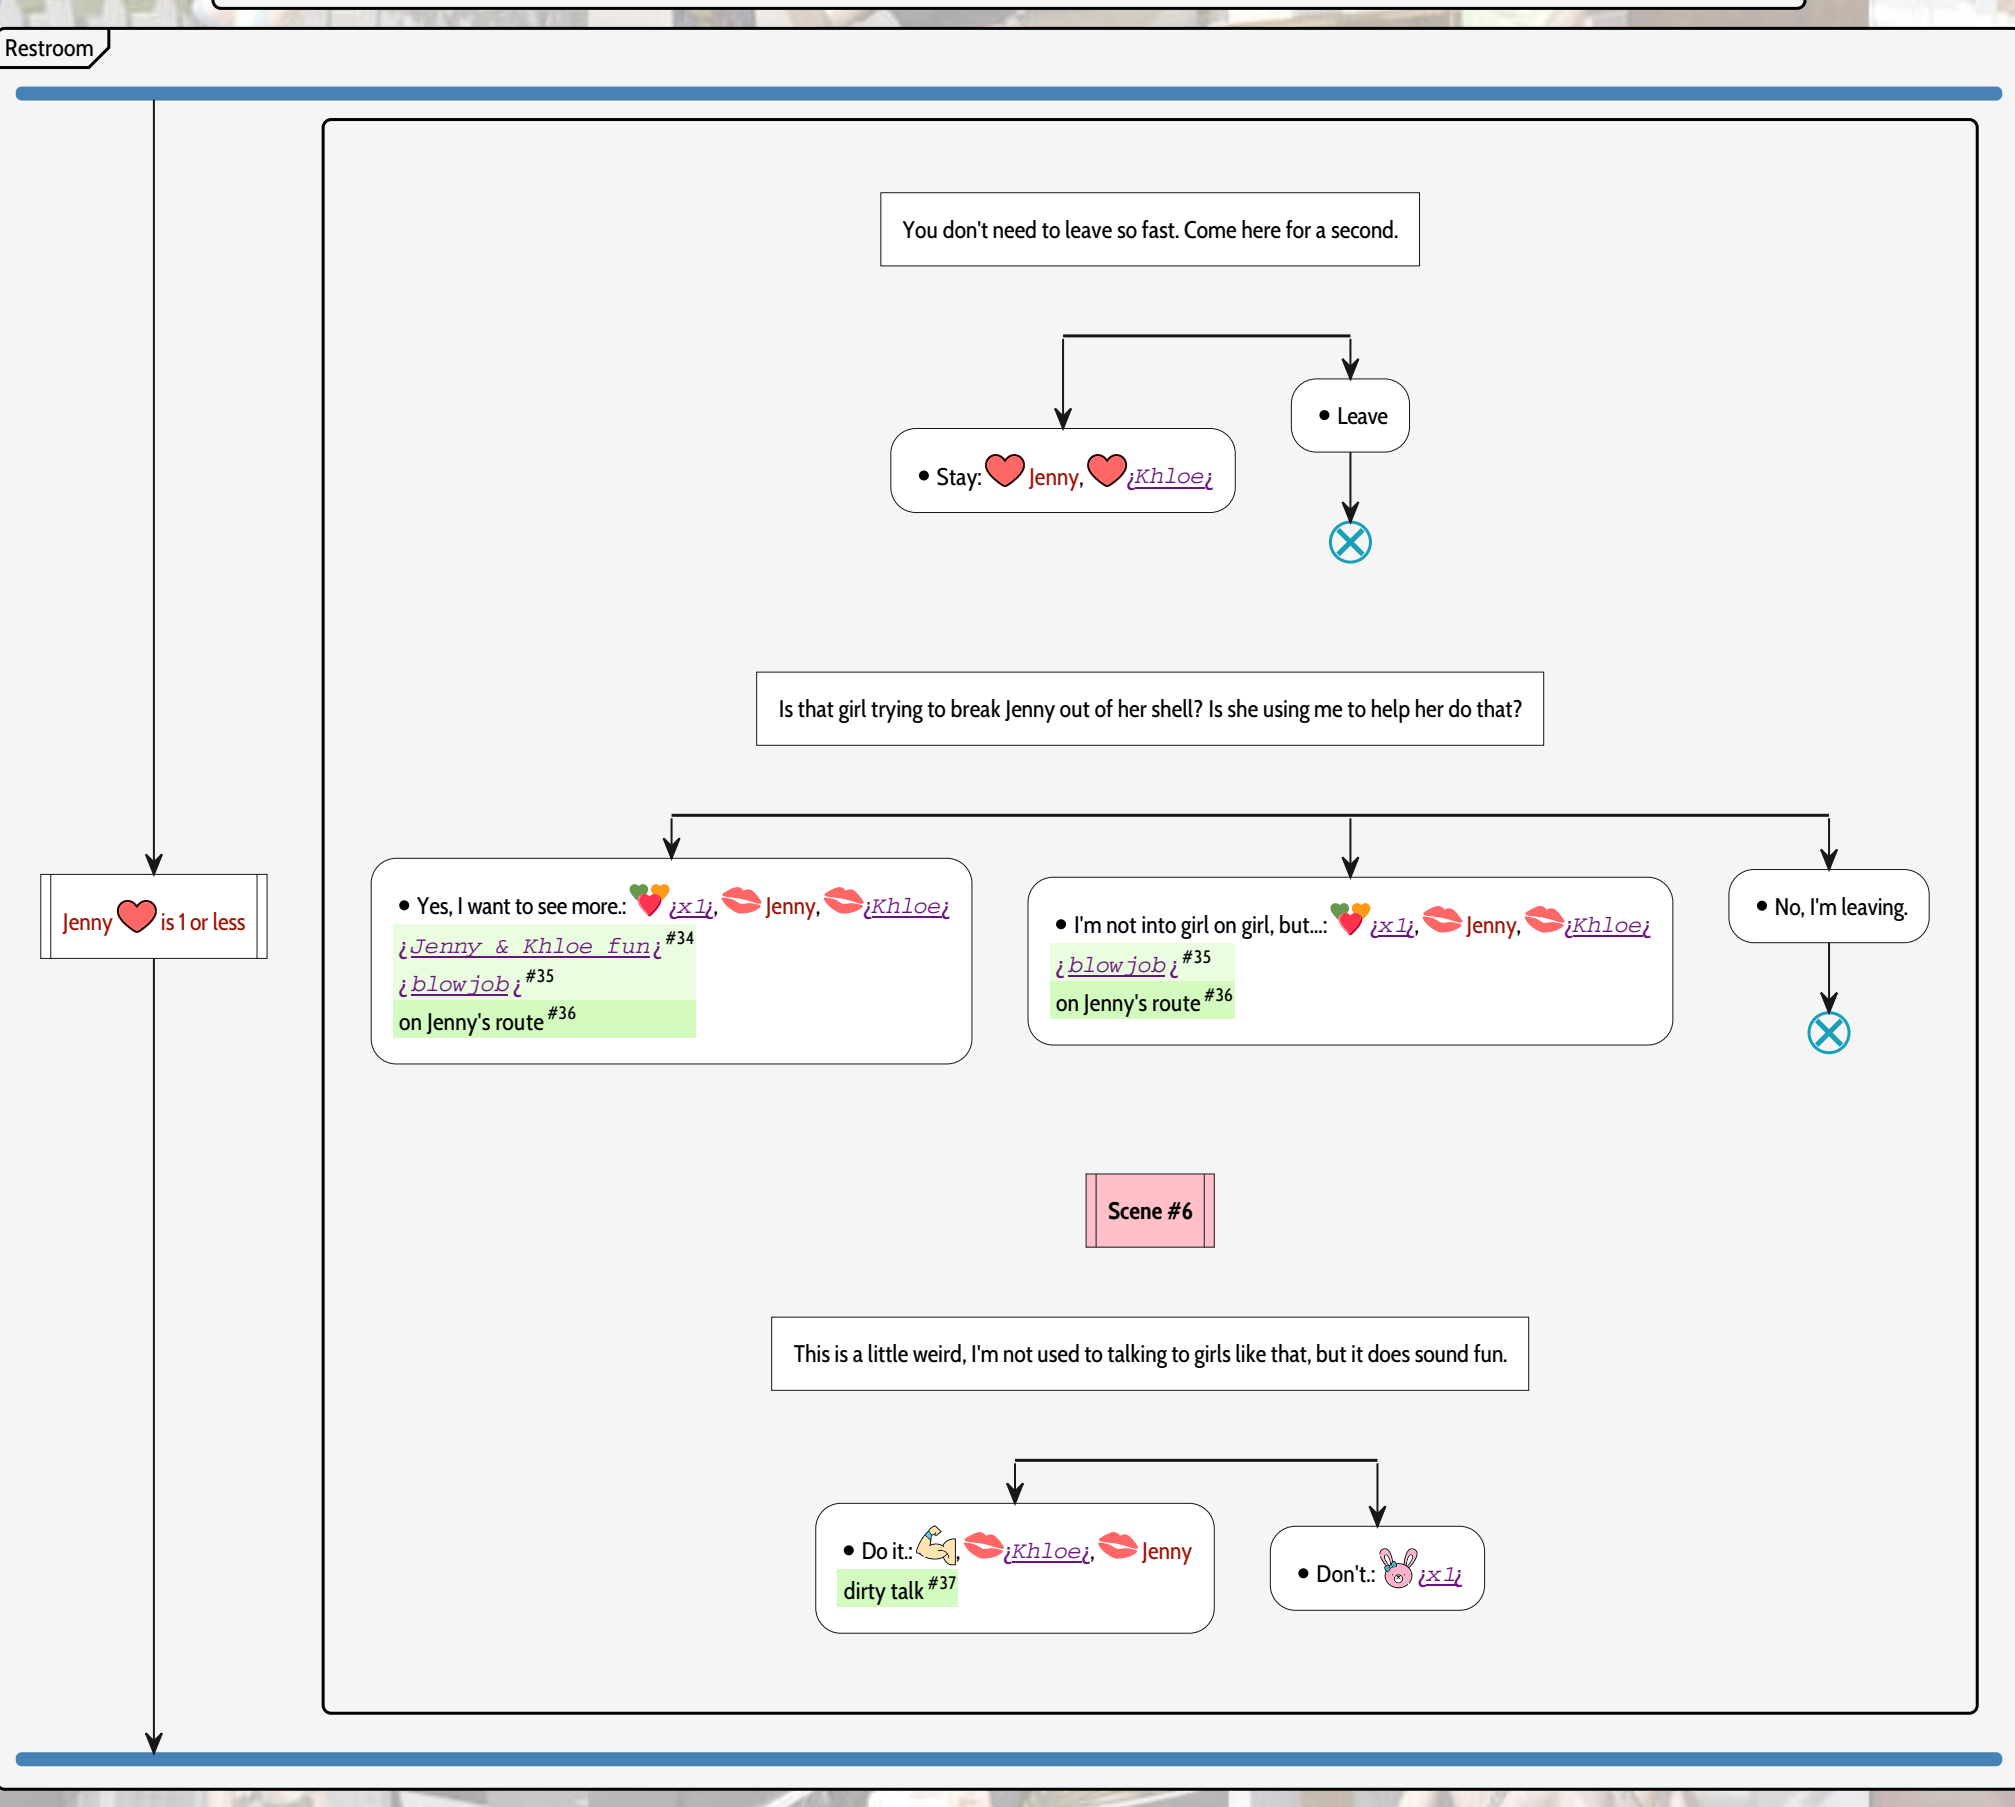 Restroom
You don't need to leave so fast. Come here for a second.
• Leave
• Stay: Jenny, ¿Khloe¿
Is that girl trying to break Jenny out of her shell? Is she using me to help her do that?
Jenny is 1 or less
• Yes, I want to see more.: ¿x1¿, Jenny, ¿Khloe¿
¿Jenny & Khloe fun¿ #34
¿blowjob¿ #35
on Jenny's route #36
• I'm not into girl on girl, but...: ¿x1¿, Jenny, ¿Khloe¿
¿blowjob¿ #35
on Jenny's route #36
• No, I'm leaving.
Scene #6
This is a little weird, I'm not used to talking to girls like that, but it does sound fun.
• Do it.: , ¿Khloe¿, Jenny
dirty talk #37
• Don't.: ¿x1¿